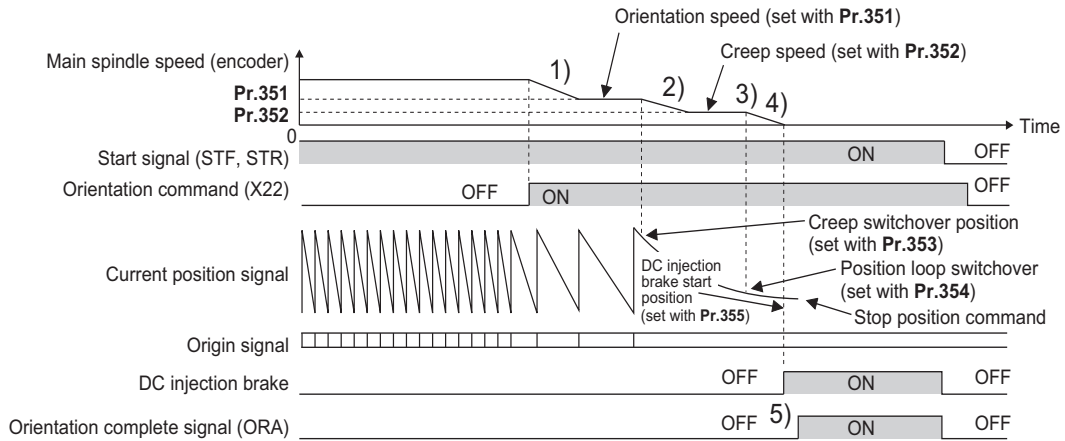 Orientation speed (set with Pr.351)
Creep speed (set with Pr.352)
Main spindle speed (encoder)
1)
2)
3)
4)
Pr.351
Pr.352
0
Time
Start signal (STF, STR)
ON
OFF
Orientation command (X22)
OFF
ON
OFF
Creep switchover position
(set with Pr.353)
Current position signal
DC injection
brake start
position
(set with Pr.355)
Position loop switchover
(set with Pr.354)
Stop position command
Origin signal
DC injection brake
OFF
ON
OFF
Orientation complete signal (ORA)
OFF
5)
ON
OFF